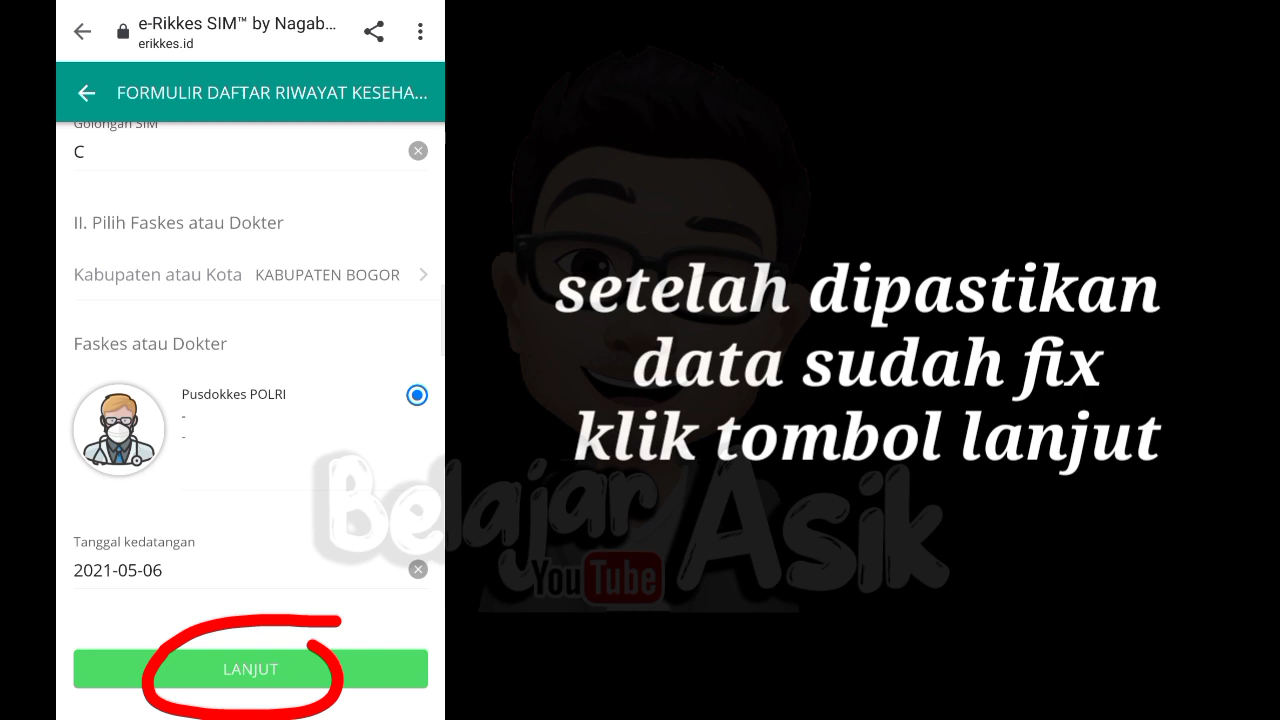 e-Rikkes SIM™ by Nagab...
erikkes.id
FORMULIR DAFTAR RIWAYAT KESEHA...
Golongan SIM
C
II. Pilih Faskes atau Dokter
Kabupaten atau Kota KABUPATEN BOGOR
Faskes atau Dokter
Pusdokkes POLRI
-
-
Tanggal kedatangan
2021-05-06
LANJUT
setelah dipastikan
data sudah fix
klik tombol lanjut
Belajar Asik
YouTube